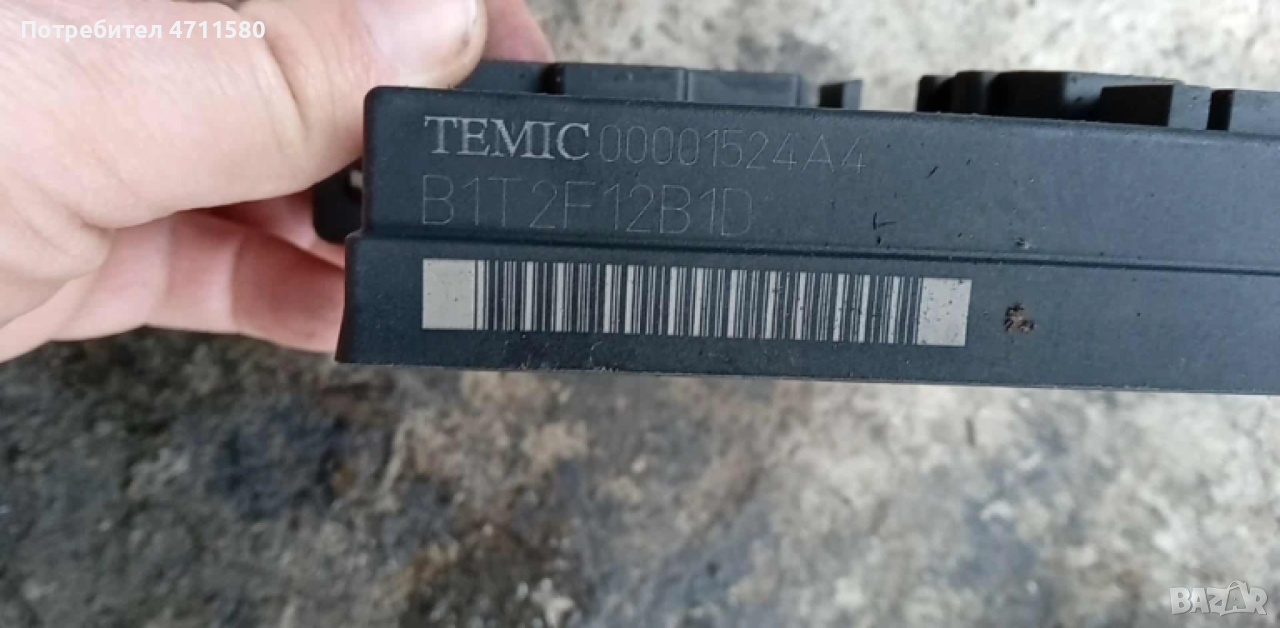 Потребител 4711580
TEMIC 00001524A4
B1T2F12B1D
BAZAR